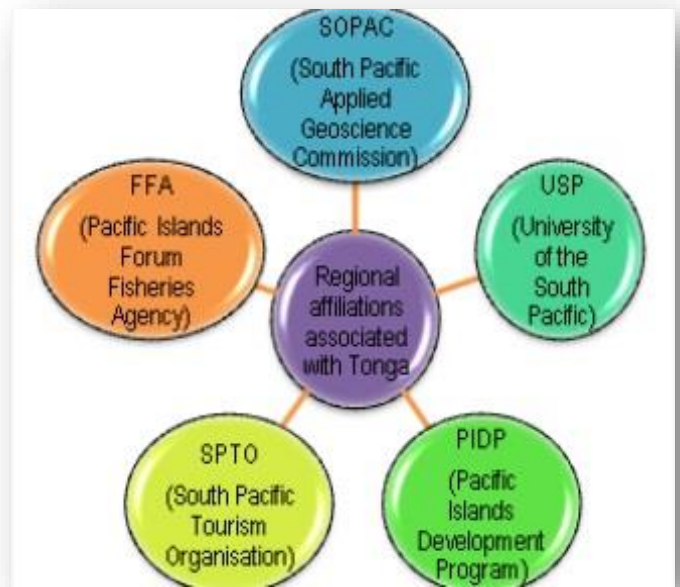 SOPAC
(South Pacific
Applied
Geoscience
Commission)
FFA
(Pacific Islands
Forum
Fisheries
Agency)
USP
(University
of the
South
Pacific)
Regional
affiliations
associated
with Tonga
SPTO
(South Pacific
Tourism
Organisation)
PIDP
(Pacific
Islands
Development
Program)